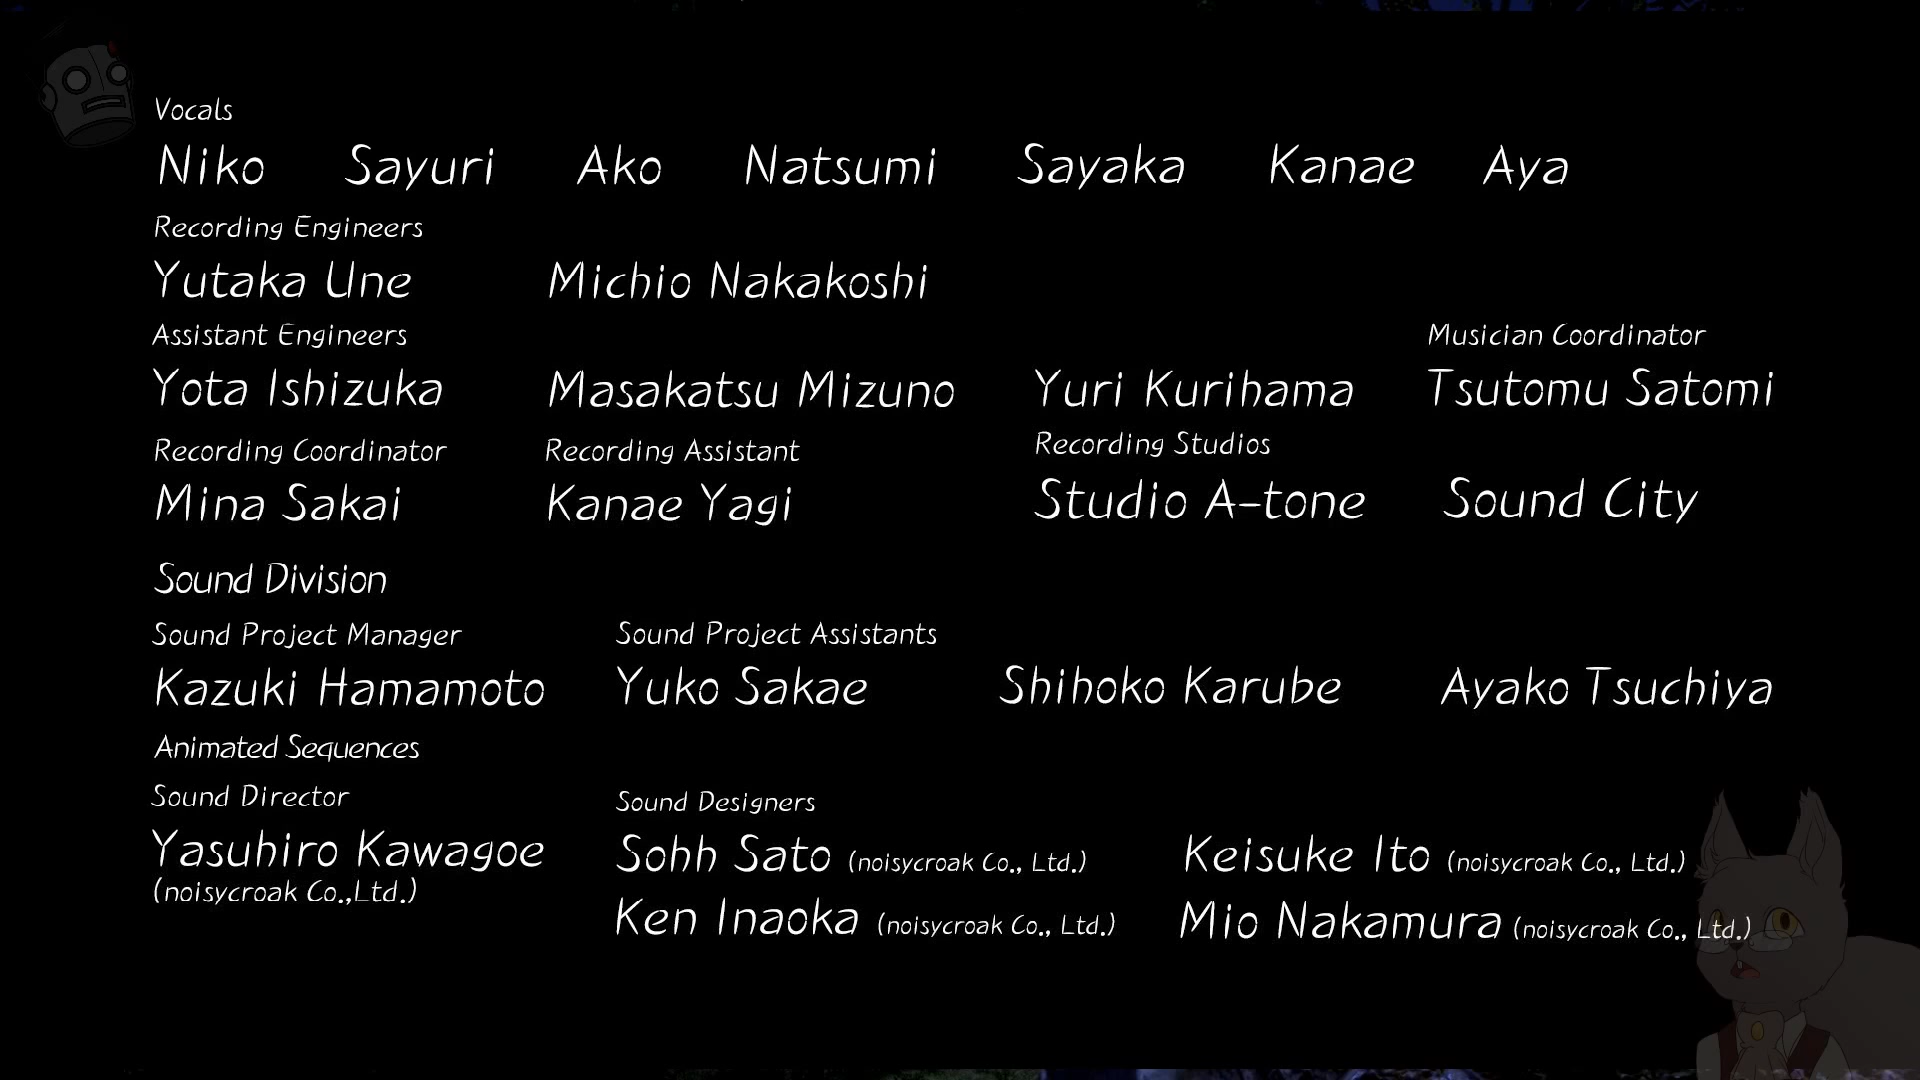 Vocals
Niko Sayuri Ako Natsumi Sayaka Kanae Aya
Recording Engineers
Yutaka Une Michio Nakakoshi
Assistant Engineers Musician Coordinator
Yota Ishizuka Masakatsu Mizuno Yuri Kurihama Tsutomu Satomi
Recording Coordinator Recording Assistant Recording Studios
Mina Sakai Kanae Yagi Studio A-tone Sound City
Sound Division
Sound Project Manager Sound Project Assistants
Kazuki Hamamoto Yuko Sakae Shihoko Karube Ayako Tsuchiya
Animated Sequences
Sound Director Sound Designers
Yasuhiro Kawagoe Sohh Sato (noisycroak Co., Ltd.) Keisuke Ito (noisycroak Co., Ltd.)
(noisycroak Co.,Ltd.)
Ken Inaoka (noisycroak Co., Ltd.) Mio Nakamura (noisycroak Co., Ltd.)